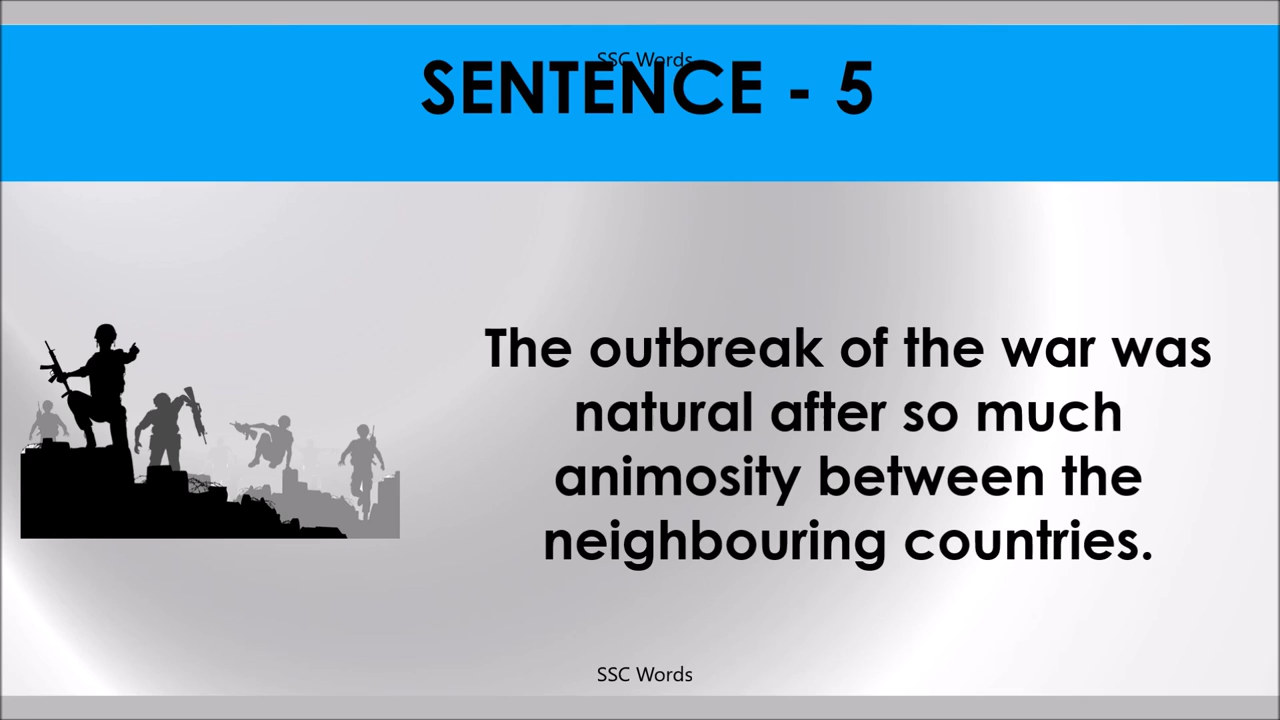 SSC Words
SENTENCE - 5
The outbreak of the war was
natural after so much
animosity between the
neighbouring countries.
SSC Words